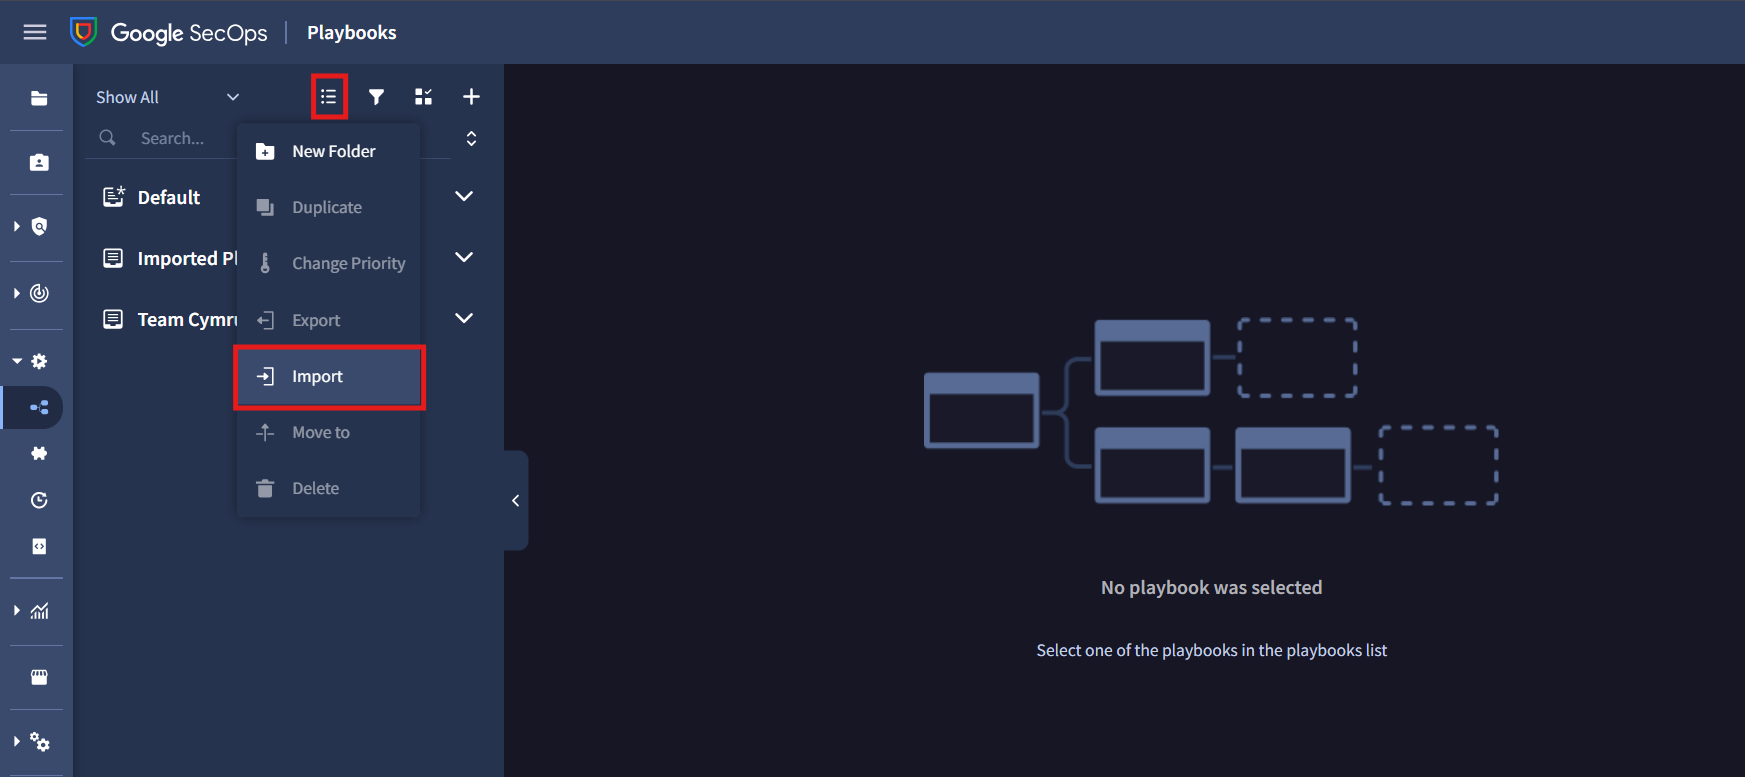 Google SecOps
Playbooks
Show All
Search...
New Folder
Default
Duplicate
Imported Pl
Change Priority
Team Cymru
Export
Import
Move to
Delete
No playbook was selected
Select one of the playbooks in the playbooks list